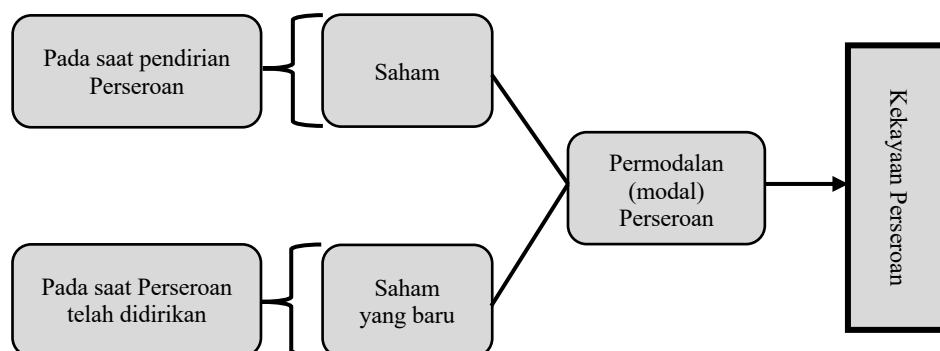 Pada saat pendirian
Perseroan
Saham
Pada saat Perseroan
telah didirikan
Saham
yang baru
Permodalan
(modal)
Perseroan
Kekayaan Perseroan